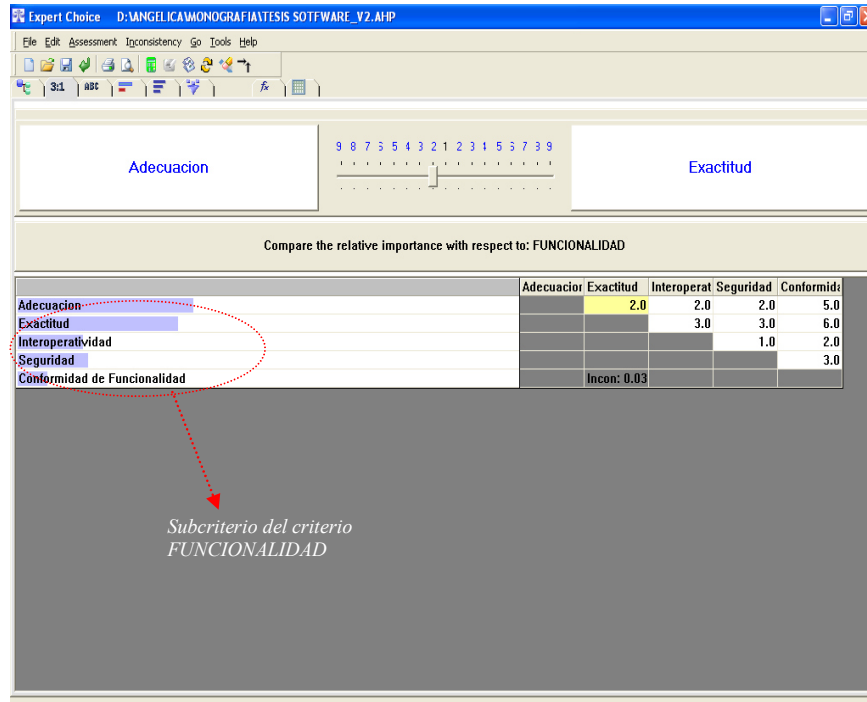 Expert Choice D:\ANGELICA\MONOGRAFIA\TESIS SOTFWARE_V2.AHP
File Edit Assessment Inconsistency Go Tools Help
3:1 ABC fx
9 8 7 6 5 4 3 2 1 2 3 4 5 6 7 8 9
Adecuacion Exactitud
Compare the relative importance with respect to: FUNCIONALIDAD
Adecuacior Exactitud Interoperat Seguridad Conformida
Adecuacion 2.0 2.0 2.0 5.0
Exactitud 3.0 3.0 6.0
Interoperatividad 1.0 2.0
Seguridad 3.0
Conformidad de Funcionalidad Incon: 0.03
Subcriterio del criterio
FUNCIONALIDAD